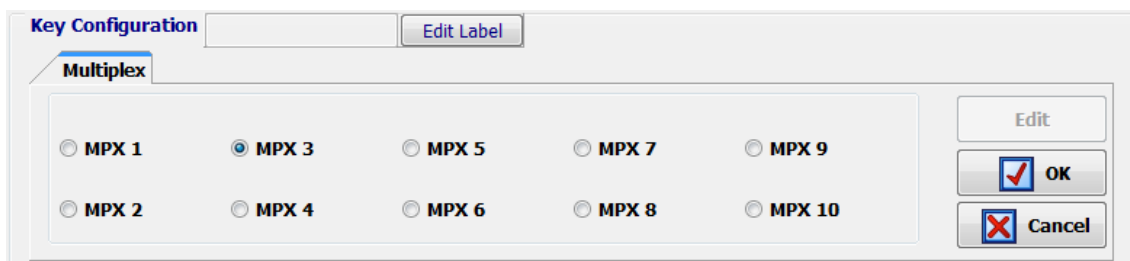 Key Configuration Edit Label
Multiplex
Edit
MPX 1 MPX 3 MPX 5 MPX 7 MPX 9
OK
MPX 2 MPX 4 MPX 6 MPX 8 MPX 10
Cancel